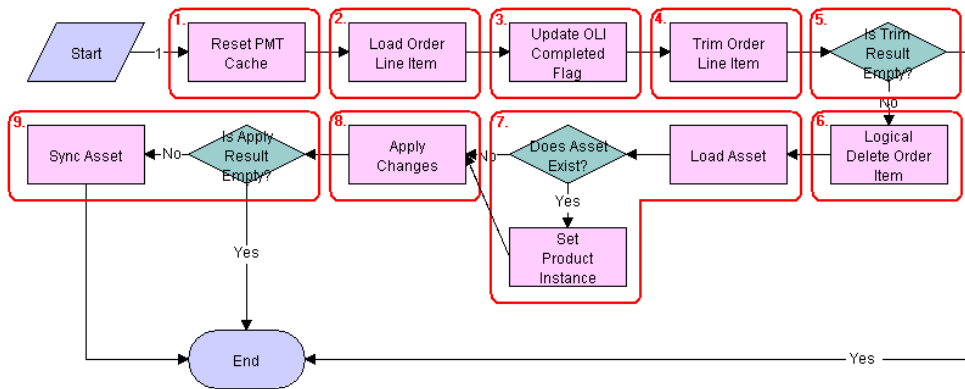 1.
2.
3.
4.
5.
Start
1
Reset PMT
Cache
Load Order
Line Item
Update OLI
Completed
Flag
Trim Order
Line Item
Is Trim
Result
Empty?
No
9.
8.
7.
6.
Sync Asset
No
Is Apply
Result
Empty?
Apply
Changes
No
Does Asset
Exist?
Load Asset
Logical
Delete Order
Item
Yes
Set
Product
Instance
Yes
End
Yes